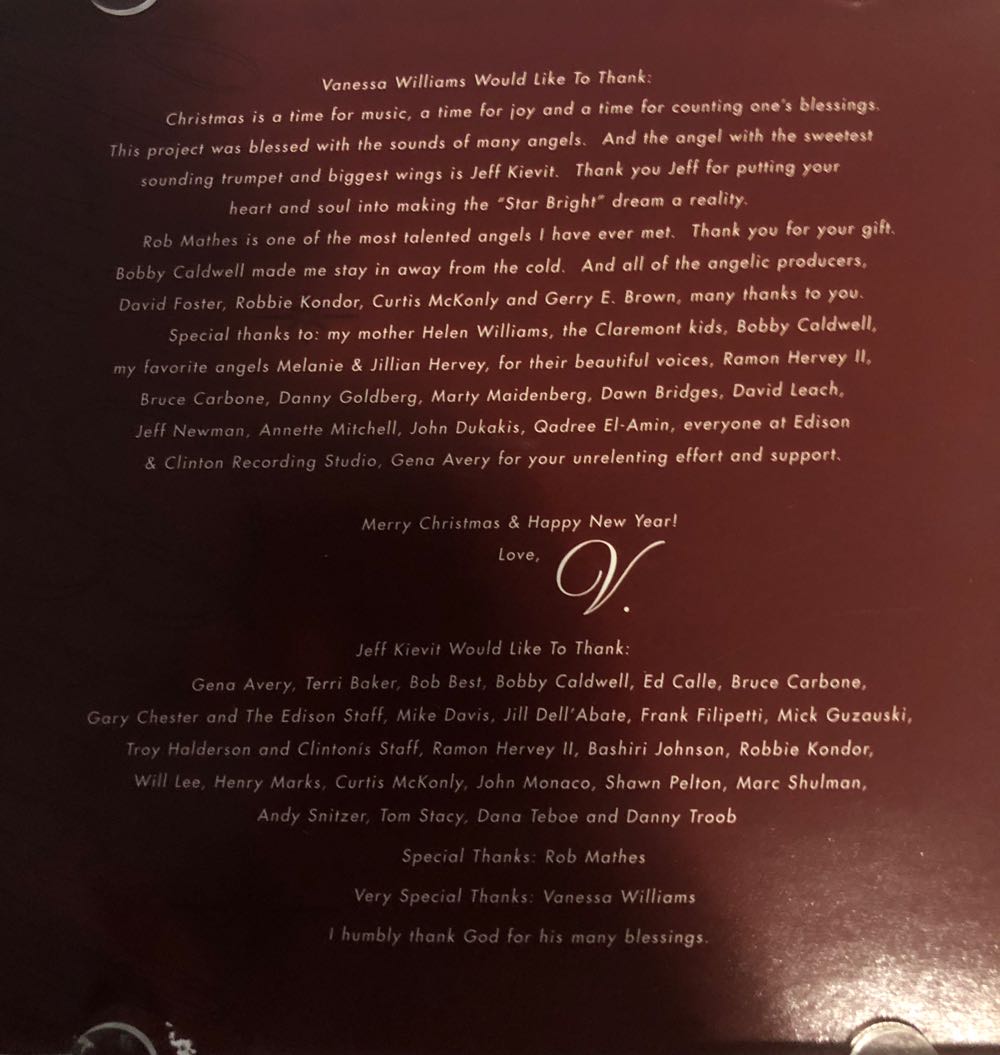 Vanessa Williams Would Like To Thank:
Christmas is a time for music, a time for joy and a time for counting one's blessings.
This project was blessed with the sounds of many angels. And the angel with the sweetest
sounding trumpet and biggest wings is Jeff Kievit. Thank you Jeff for putting your
heart and soul into making the "Star Bright" dream a reality.
Rob Mathes is one of the most talented angels I have ever met. Thank you for your gift.
Bobby Caldwell made me stay in away from the cold. And all of the angelic producers,
David Foster, Robbie Kondor, Curtis McKonly and Gerry E. Brown, many thanks to you.
Special thanks to: my mother Helen Williams, the Claremont kids, Bobby Caldwell,
my favorite angels Melanie & Jillian Hervey, for their beautiful voices, Ramon Hervey II,
Bruce Carbone, Danny Goldberg, Marty Maidenberg, Dawn Bridges, David Leach,
Jeff Newman, Annette Mitchell, John Dukakis, Qadree El-Amin, everyone at Edison
& Clinton Recording Studio, Gena Avery for your unrelenting effort and support.
Merry Christmas & Happy New Year!
Love,
V.
Jeff Kievit Would Like To Thank:
Gena Avery, Terri Baker, Bob Best, Bobby Caldwell, Ed Calle, Bruce Carbone,
Gary Chester and The Edison Staff, Mike Davis, Jill Dell'Abate, Frank Filipetti, Mick Guzauski,
Troy Halderson and Clintonís Staff, Ramon Hervey II, Bashiri Johnson, Robbie Kondor,
Will Lee, Henry Marks, Curtis McKonly, John Monaco, Shawn Pelton, Marc Shulman,
Andy Snitzer, Tom Stacy, Dana Teboe and Danny Troob
Special Thanks: Rob Mathes
Very Special Thanks: Vanessa Williams
I humbly thank God for his many blessings.